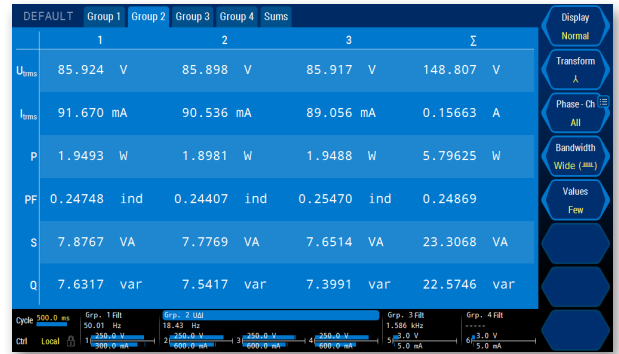 DEFAULT Group 1 Group 2 Group 3 Group 4 Sums
1 2 3 Σ
Utrms 85.924 V 85.898 V 85.917 V 148.807 V
Itrms 91.670 mA 90.536 mA 89.056 mA 0.15663 A
P 1.9493 W 1.8981 W 1.9488 W 5.79625 W
PF 0.24748 ind 0.24407 ind 0.25470 ind 0.24869
S 7.8767 VA 7.7769 VA 7.6514 VA 23.3068 VA
Q 7.6317 var 7.5417 var 7.3991 var 22.5746 var
Display
Normal
Transform
⅄
Phase - Ch
All
Bandwidth
Wide
Values
Few
Cycle 500.0 ms
Ctrl Local
Grp. 1 Filt
50.01 Hz
1 250.0 V
300.0 mA
Grp. 2 UΔI
18.43 Hz
2 250.0 V
600.0 mA
3 250.0 V
600.0 mA
4 250.0 V
600.0 mA
Grp. 3 Filt
1.586 kHz
5 3.0 V
5.0 mA
Grp. 4 Filt
-----
6 3.0 V
5.0 mA